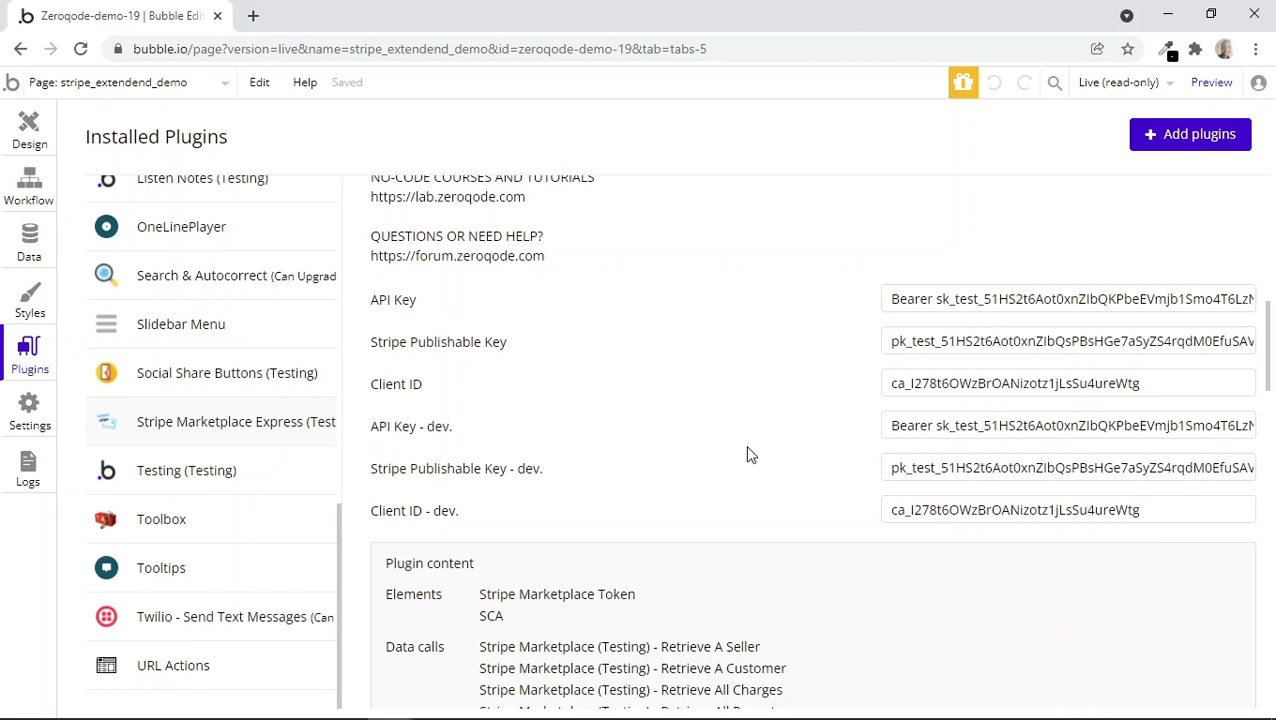 Zeroqode-demo-19 | Bubble Edi
bubble.io/page?version=live&name=stripe_extendend_demo&id=zeroqode-demo-19&tab=tabs-5
Page: stripe_extendend_demo
Edit
Help
Saved
Live (read-only)
Preview
Design
Workflow
Data
Styles
Plugins
Settings
Logs
Installed Plugins
Add plugins
Listen Notes (Testing)
OneLinePlayer
Search & Autocorrect (Can Upgrad
Slidebar Menu
Social Share Buttons (Testing)
Stripe Marketplace Express (Test
Testing (Testing)
Toolbox
Tooltips
Twilio - Send Text Messages (Can
URL Actions
NO-CODE COURSES AND TUTORIALS
https://lab.zeroqode.com
QUESTIONS OR NEED HELP?
https://forum.zeroqode.com
API Key
Bearer sk_test_51HS2t6Aot0xnZIbQKPbeEVmjb1Smo4T6LzN
Stripe Publishable Key
pk_test_51HS2t6Aot0xnZIbQsPBsHGe7aSyZS4rqdM0EfuSAV
Client ID
ca_I278t6OWzBrOANizotz1jLsSu4ureWtg
API Key - dev.
Bearer sk_test_51HS2t6Aot0xnZIbQKPbeEVmjb1Smo4T6LzN
Stripe Publishable Key - dev.
pk_test_51HS2t6Aot0xnZIbQsPBsHGe7aSyZS4rqdM0EfuSAV
Client ID - dev.
ca_I278t6OWzBrOANizotz1jLsSu4ureWtg
Plugin content
Elements
Stripe Marketplace Token
SCA
Data calls
Stripe Marketplace (Testing) - Retrieve A Seller
Stripe Marketplace (Testing) - Retrieve A Customer
Stripe Marketplace (Testing) - Retrieve All Charges